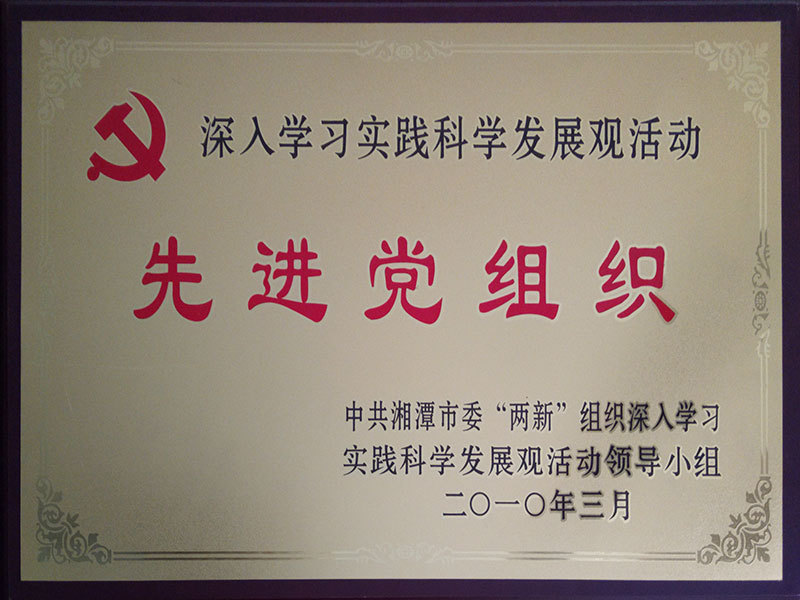 深入学习实践科学发展观活动
先进党组织
中共湘潭市委“两新”组织深入学习
实践科学发展观活动领导小组
二〇一〇年三月